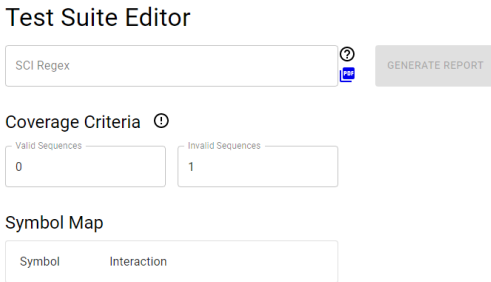 Test Suite Editor
SCI Regex
PDF
GENERATE REPORT
Coverage Criteria
Valid Sequences
Invalid Sequences
0
1
Symbol Map
Symbol Interaction